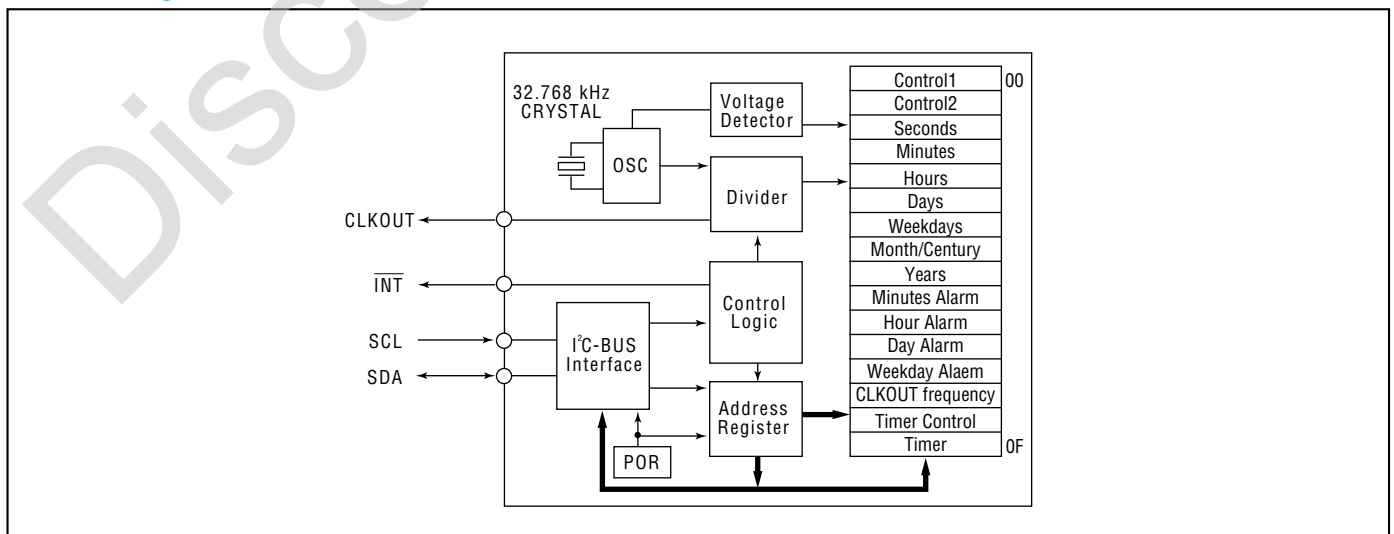 Disco
32.768 kHz
CRYSTAL
OSC
Voltage
Detector
Divider
CLKOUT
INT
SCL
SDA
I²C-BUS
Interface
Control
Logic
Address
Register
POR
Control1 00
Control2
Seconds
Minutes
Hours
Days
Weekdays
Month/Century
Years
Minutes Alarm
Hour Alarm
Day Alarm
Weekday Alaem
CLKOUT frequency
Timer Control
Timer 0F